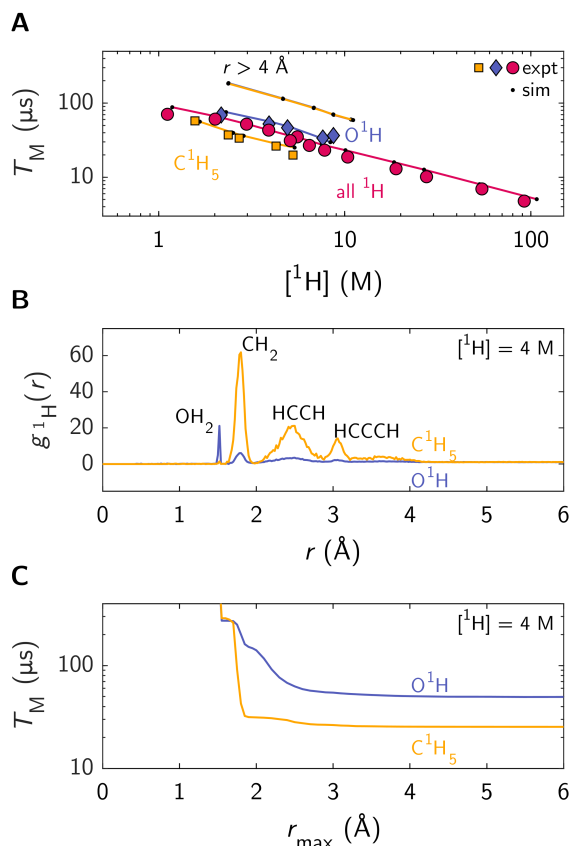 A
r > 4 Å
expt
sim
O¹H
C¹H₅
all ¹H
100
10
T_M (μs)
1 10 100
[¹H] (M)
B
[¹H] = 4 M
CH₂
OH₂
HCCH
HCCCH
C¹H₅
O¹H
60
40
20
0
g¹H(r)
0 1 2 3 4 5 6
r (Å)
C
[¹H] = 4 M
O¹H
C¹H₅
100
10
T_M (μs)
0 1 2 3 4 5 6
r_max (Å)